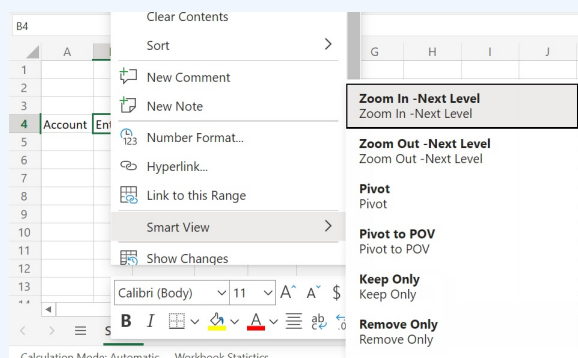 B4
Clear Contents
Sort
A
G H I J
1
New Comment
2
New Note
3
Zoom In -Next Level
Zoom In -Next Level
4 Account Ent
Number Format...
123
5
Zoom Out -Next Level
Zoom Out -Next Level
6
Hyperlink...
7
Pivot
Pivot
8
Link to this Range
9
10
Smart View
Pivot to POV
Pivot to POV
11
Show Changes
12
Keep Only
Keep Only
13
Calibri (Body) 11 A A $
B I A ab
Remove Only
Remove Only
Calculation Mode: Automatic Workbook Statistics